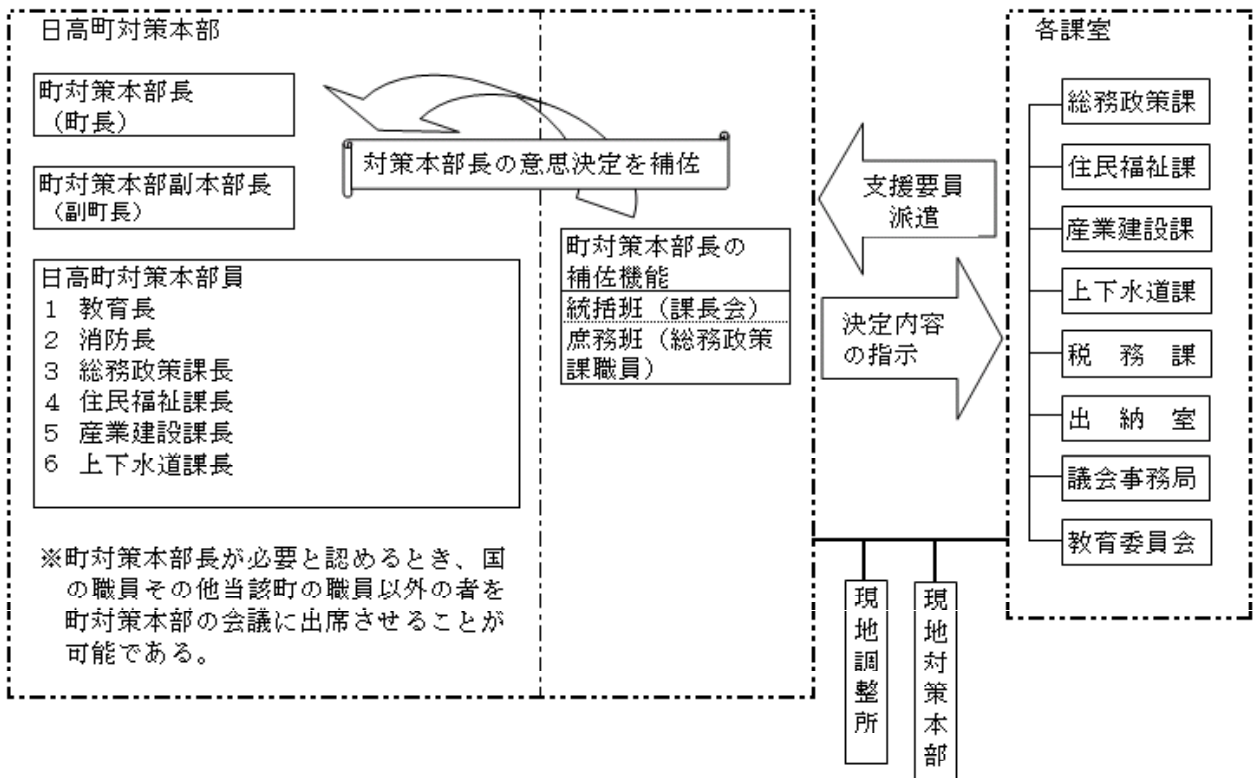 日高町対策本部
町対策本部長
（町長）
町対策本部副本部長
（副町長）
対策本部長の意思決定を補佐
日高町対策本部員
1 教育長
2 消防長
3 総務政策課長
4 住民福祉課長
5 産業建設課長
6 上下水道課長
※町対策本部長が必要と認めるとき、国
の職員その他当該町の職員以外の者を
町対策本部の会議に出席させることが
可能である。
町対策本部長の
補佐機能
統括班（課長会）
庶務班（総務政策
課職員）
支援要員
派遣
決定内容
の指示
各課室
総務政策課
住民福祉課
産業建設課
上下水道課
税　務　課
出　納　室
議会事務局
教育委員会
現地調整所
現地対策本部